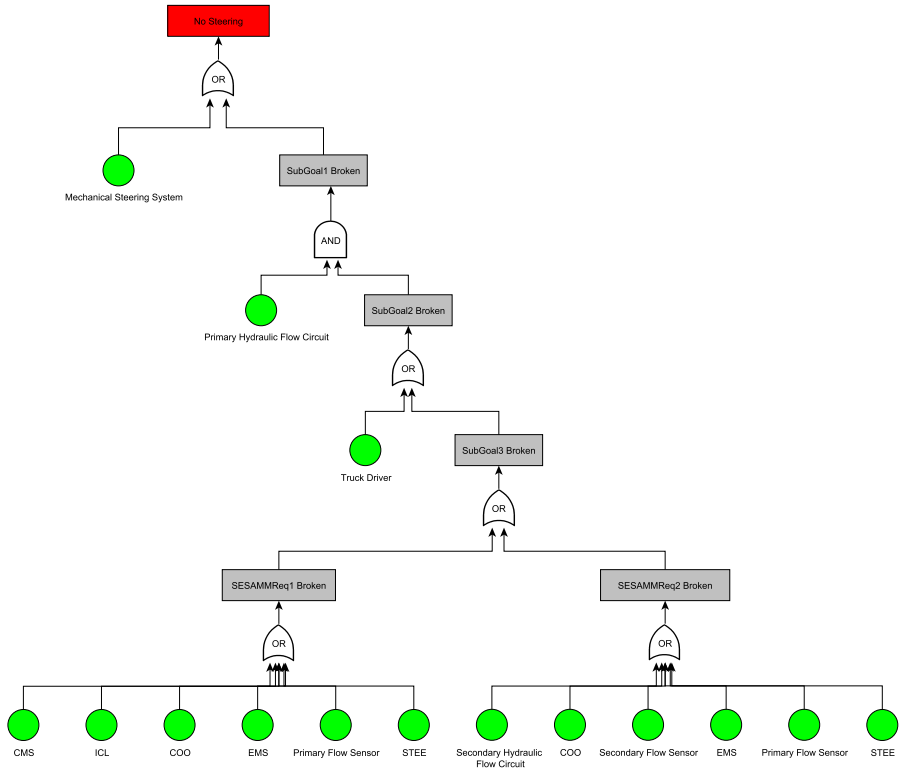 No Steering
OR
Mechanical Steering System
SubGoal1 Broken
AND
Primary Hydraulic Flow Circuit
SubGoal2 Broken
OR
Truck Driver
SubGoal3 Broken
OR
SESAMMReq1 Broken
SESAMMReq2 Broken
OR
OR
CMS
ICL
COO
EMS
Primary Flow Sensor
STEE
Secondary Hydraulic
Flow Circuit
COO
Secondary Flow Sensor
EMS
Primary Flow Sensor
STEE